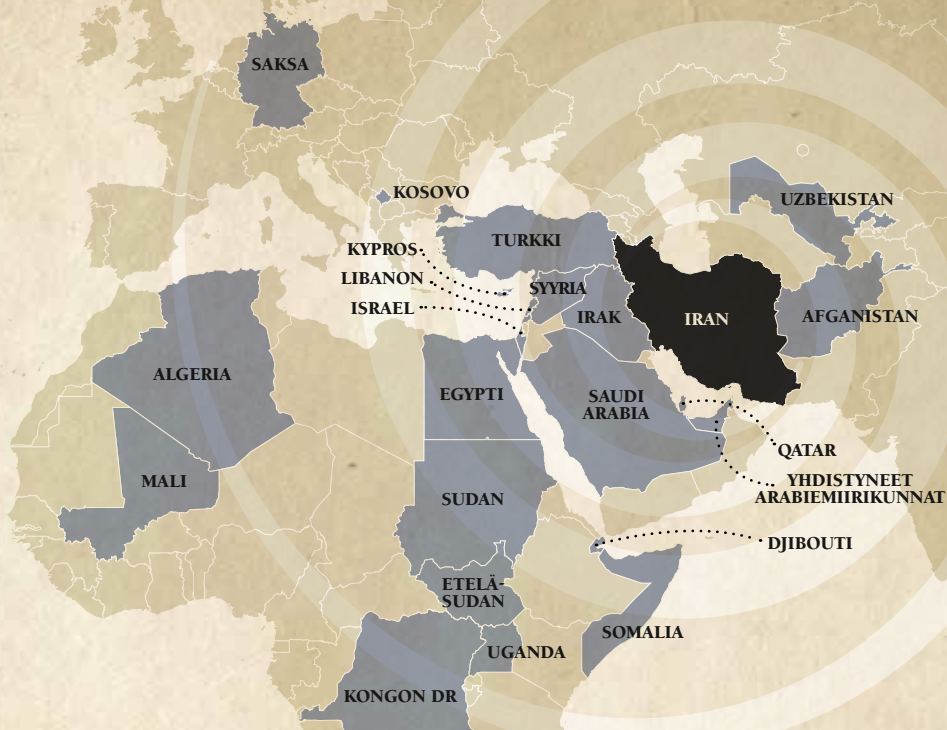 SAKSA
KOSOVO
UZBEKISTAN
TURKKI
KYPROS
LIBANON
SYYRIA
ISRAEL
IRAK
IRAN
AFGANISTAN
ALGERIA
EGYPTI
SAUDI
ARABIA
QATAR
MALI
YHDISTYNEET
ARABIEMIIRIKUNNAT
SUDAN
DJIBOUTI
ETELÄ-
SUDAN
SOMALIA
UGANDA
KONGON DR